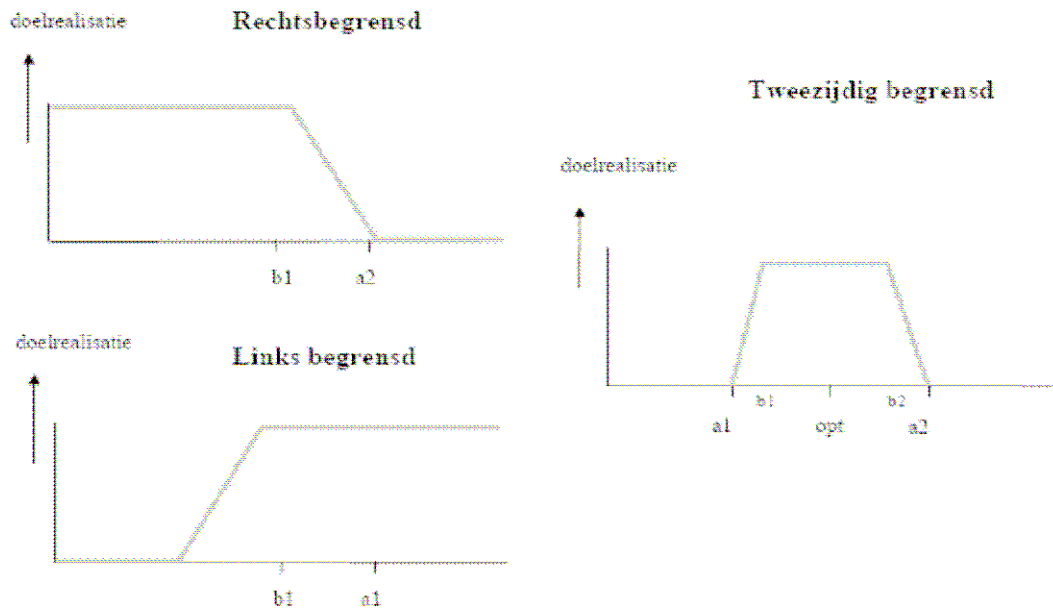 doelrealisatie
Rechtsbegrensd
b1
a2
doelrealisatie
Links begrensd
b1
a1
Tweezijdig begrensd
doelrealisatie
b1
b2
a1
opt
a2